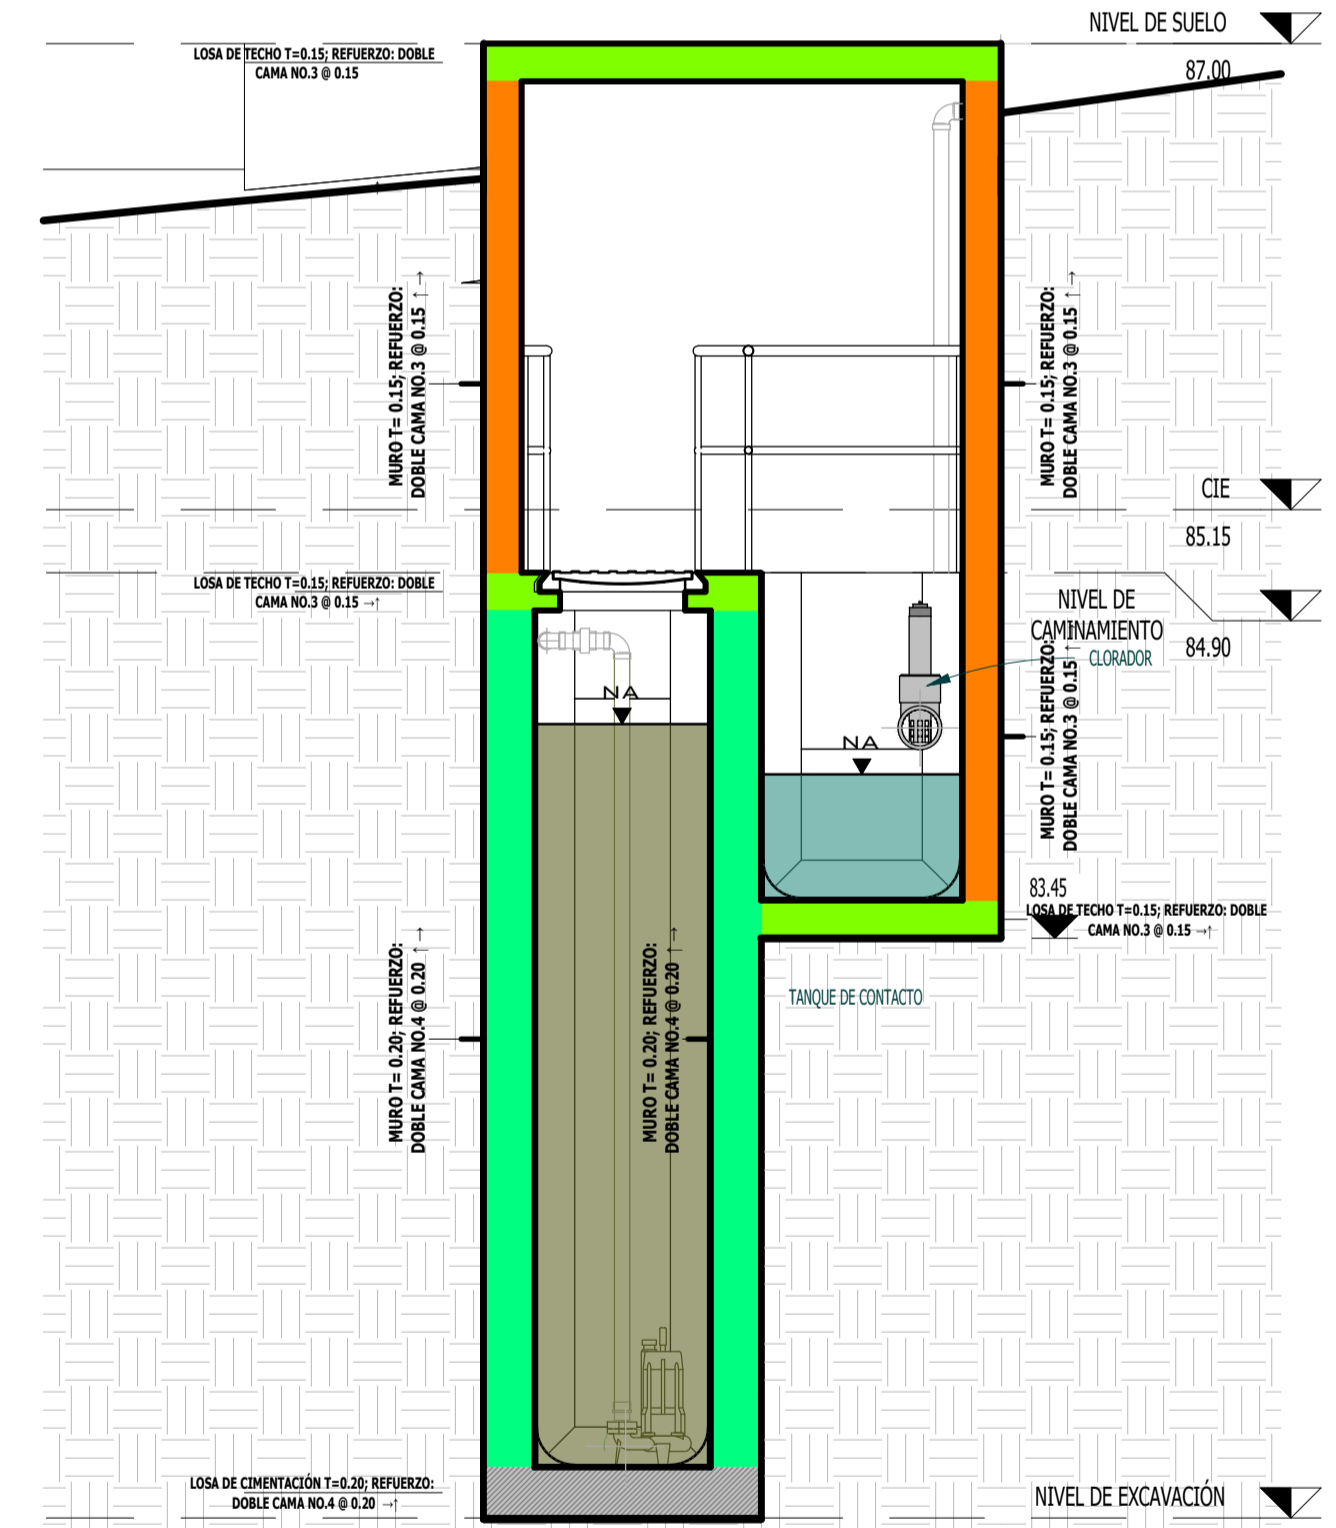 NIVEL DE SUELO
87.00
LOSA DE TECHO T=0.15; REFUERZO: DOBLE
CAMA NO.3 @ 0.15
MURO T= 0.15; REFUERZO:
DOBLE CAMA NO.3 @ 0.15 ↑ →
MURO T= 0.15; REFUERZO:
DOBLE CAMA NO.3 @ 0.15 ↑ →
CIE
85.15
LOSA DE TECHO T=0.15; REFUERZO: DOBLE
CAMA NO.3 @ 0.15 →↑
NIVEL DE
CAMINAMIENTO
84.90
CLORADOR
MURO T= 0.15; REFUERZO:
DOBLE CAMA NO.3 @ 0.15 ↑ →
NA
NA
83.45
LOSA DE TECHO T=0.15; REFUERZO: DOBLE
CAMA NO.3 @ 0.15 →↑
TANQUE DE CONTACTO
MURO T= 0.20; REFUERZO:
DOBLE CAMA NO.4 @ 0.20 ↑ →
MURO T= 0.20; REFUERZO:
DOBLE CAMA NO.4 @ 0.20 ↑ →
LOSA DE CIMENTACIÓN T=0.20; REFUERZO:
DOBLE CAMA NO.4 @ 0.20 →↑
NIVEL DE EXCAVACIÓN